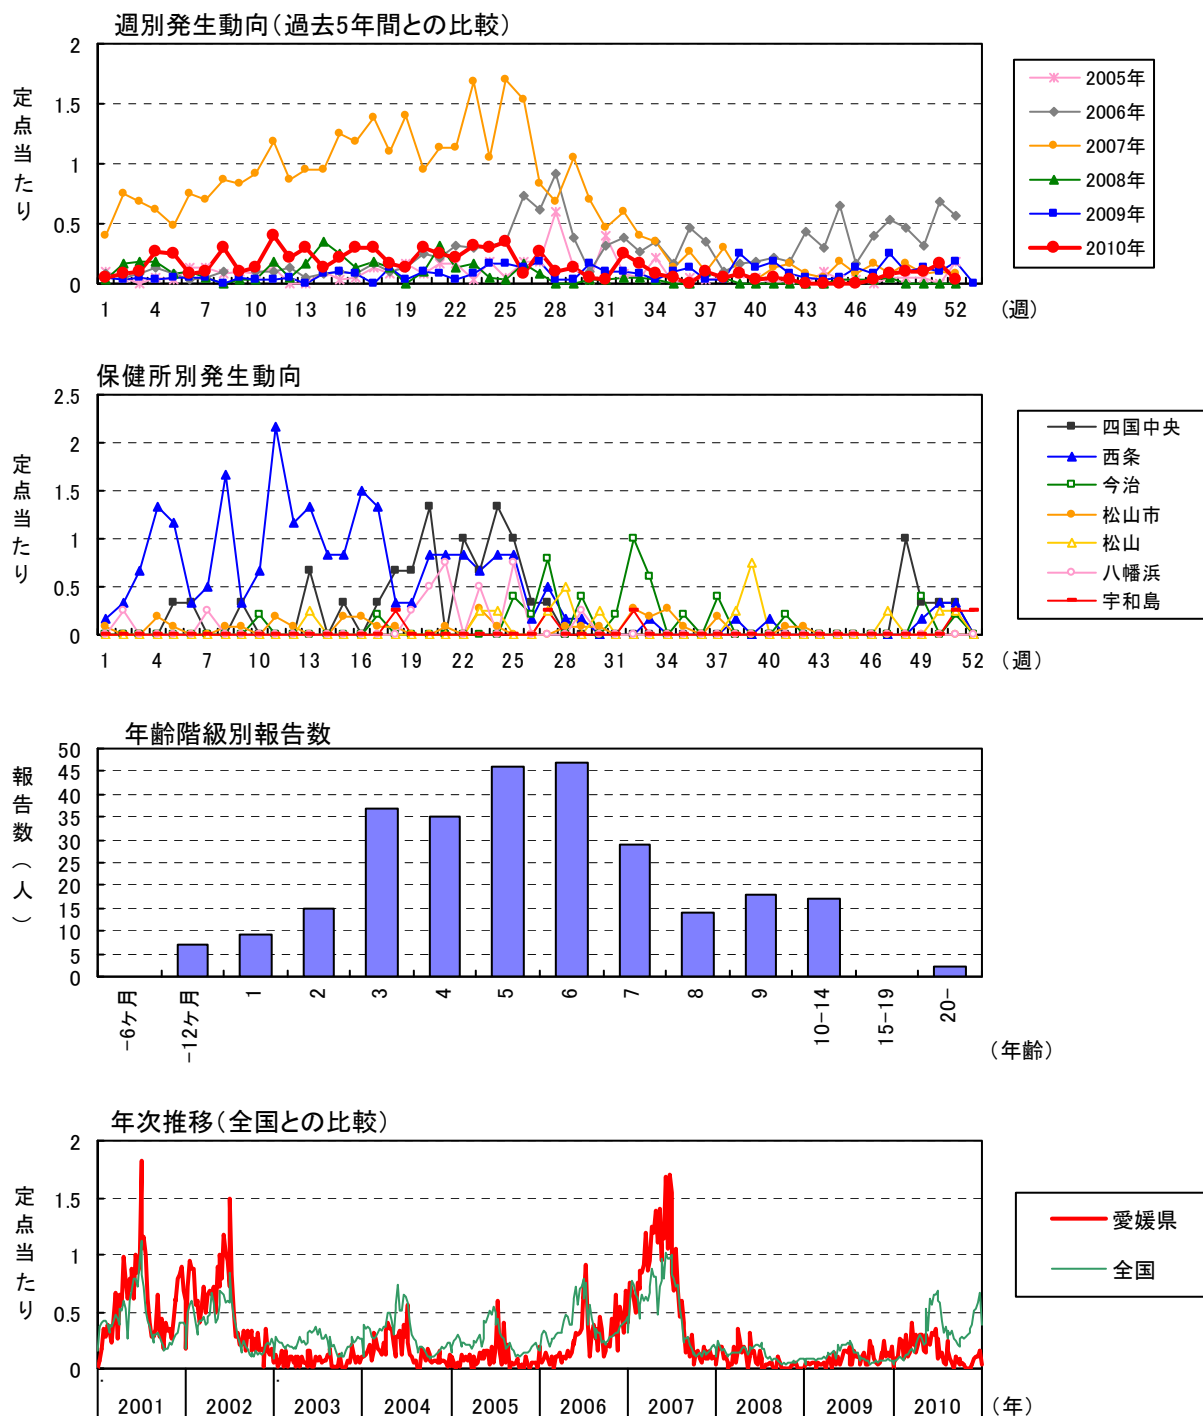 週別発生動向(過去5年間との比較)
2
1.5
1
0.5
0
定点当たり
1 4 7 10 13 16 19 22 25 28 31 34 37 40 43 46 49 52 (週)
2005年
2006年
2007年
2008年
2009年
2010年
保健所別発生動向
2.5
2
1.5
1
0.5
0
定点当たり
1 4 7 10 13 16 19 22 25 28 31 34 37 40 43 46 49 52 (週)
四国中央
西条
今治
松山市
松山
八幡浜
宇和島
年齢階級別報告数
50
45
40
35
30
25
20
15
10
5
0
報告数(人)
-6ヶ月 -12ヶ月 1 2 3 4 5 6 7 8 9 10-14 15-19 20-
(年齢)
年次推移(全国との比較)
2
1.5
1
0.5
0
定点当たり
2001 2002 2003 2004 2005 2006 2007 2008 2009 2010 (年)
愛媛県
全国